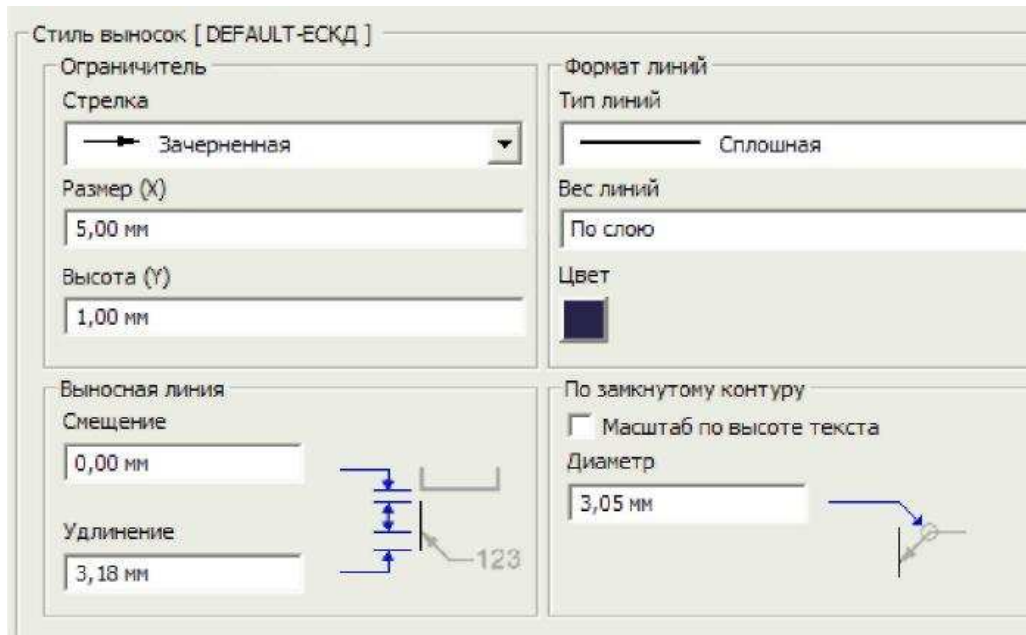 Стиль выносок [ DEFAULT-ЕСКД ]
Ограничитель
Стрелка
Зачерненная
Размер (X)
5,00 мм
Высота (Y)
1,00 мм
Формат линий
Тип линий
Сплошная
Вес линий
По слою
Цвет
Выносная линия
Смещение
0,00 мм
Удлинение
3,18 мм
123
По замкнутому контуру
Масштаб по высоте текста
Диаметр
3,05 мм